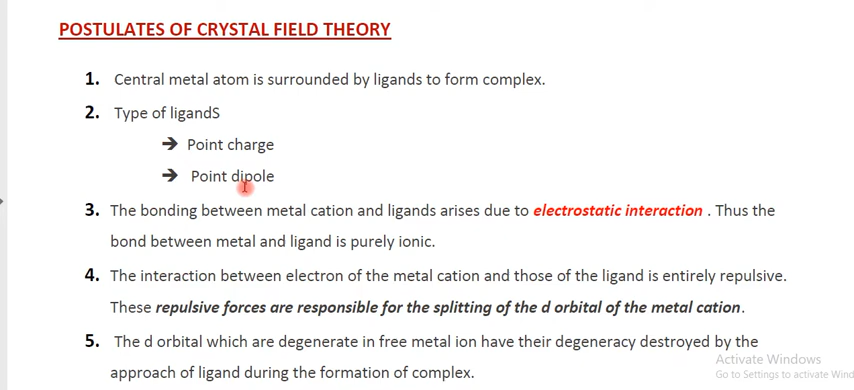 POSTULATES OF CRYSTAL FIELD THEORY
1. Central metal atom is surrounded by ligands to form complex.
2. Type of ligandS
➔ Point charge
➔ Point dipole
3. The bonding between metal cation and ligands arises due to electrostatic interaction . Thus the
bond between metal and ligand is purely ionic.
4. The interaction between electron of the metal cation and those of the ligand is entirely repulsive.
These repulsive forces are responsible for the splitting of the d orbital of the metal cation.
5. The d orbital which are degenerate in free metal ion have their degeneracy destroyed by the
approach of ligand during the formation of complex.
Activate Windows
Go to Settings to activate Wind